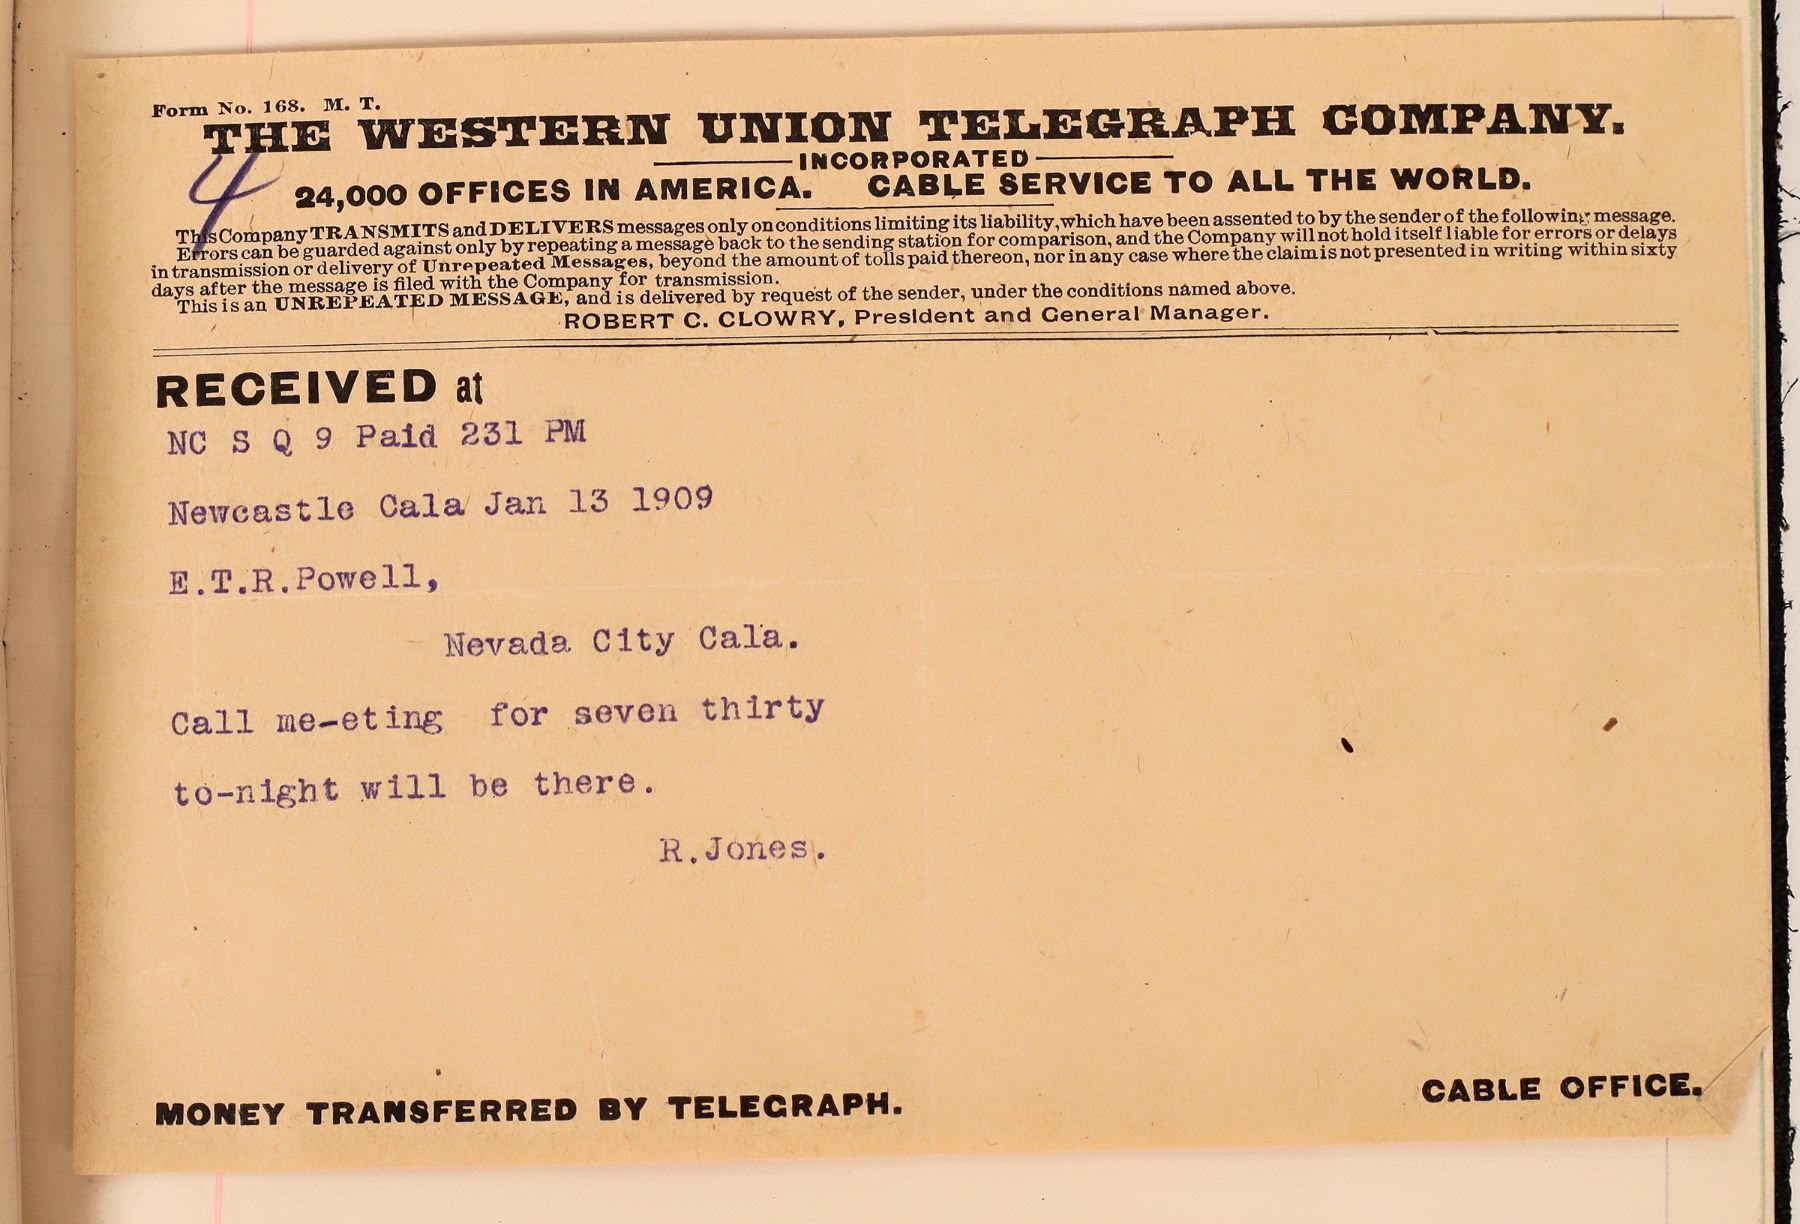 Form No. 168. M. T.
THE WESTERN UNION TELEGRAPH COMPANY.
INCORPORATED
4
24,000 OFFICES IN AMERICA. CABLE SERVICE TO ALL THE WORLD.
This Company TRANSMITS and DELIVERS messages only on conditions limiting its liability, which have been assented to by the sender of the following message.
Errors can be guarded against only by repeating a message back to the sending station for comparison, and the Company will not hold itself liable for errors or delays
in transmission or delivery of Unrepeated Messages, beyond the amount of tolls paid thereon, nor in any case where the claim is not presented in writing within sixty
days after the message is filed with the Company for transmission.
This is an UNREPEATED MESSAGE, and is delivered by request of the sender, under the conditions named above.
ROBERT C. CLOWRY, President and General Manager.
RECEIVED at
NC S Q 9 Paid 231 PM
Newcastle Cala Jan 13 1909
E.T.R.Powell,
Nevada City Cala.
Call me-eting for seven thirty
to-night will be there.
R.Jones.
MONEY TRANSFERRED BY TELEGRAPH.
CABLE OFFICE.